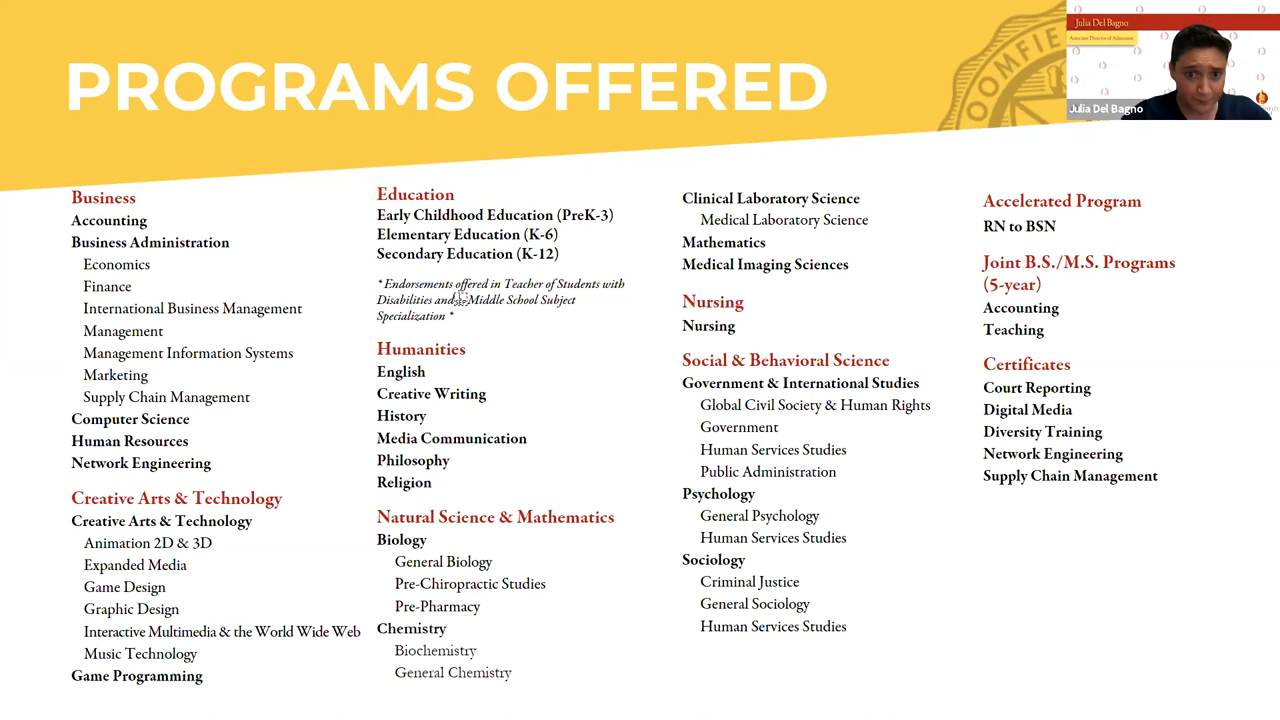 PROGRAMS OFFERED
OOMFIE
Julia Del Bagno
Associate Director of Admission
Julia Del Bagno
Business
Accounting
Business Administration
Economics
Finance
International Business Management
Management
Management Information Systems
Marketing
Supply Chain Management
Computer Science
Human Resources
Network Engineering
Creative Arts & Technology
Creative Arts & Technology
Animation 2D & 3D
Expanded Media
Game Design
Graphic Design
Interactive Multimedia & the World Wide Web
Music Technology
Game Programming
Education
Early Childhood Education (PreK-3)
Elementary Education (K-6)
Secondary Education (K-12)
* Endorsements offered in Teacher of Students with
Disabilities and Middle School Subject
Specialization *
Humanities
English
Creative Writing
History
Media Communication
Philosophy
Religion
Natural Science & Mathematics
Biology
General Biology
Pre-Chiropractic Studies
Pre-Pharmacy
Chemistry
Biochemistry
General Chemistry
Clinical Laboratory Science
Medical Laboratory Science
Mathematics
Medical Imaging Sciences
Nursing
Nursing
Social & Behavioral Science
Government & International Studies
Global Civil Society & Human Rights
Government
Human Services Studies
Public Administration
Psychology
General Psychology
Human Services Studies
Sociology
Criminal Justice
General Sociology
Human Services Studies
Accelerated Program
RN to BSN
Joint B.S./M.S. Programs
(5-year)
Accounting
Teaching
Certificates
Court Reporting
Digital Media
Diversity Training
Network Engineering
Supply Chain Management